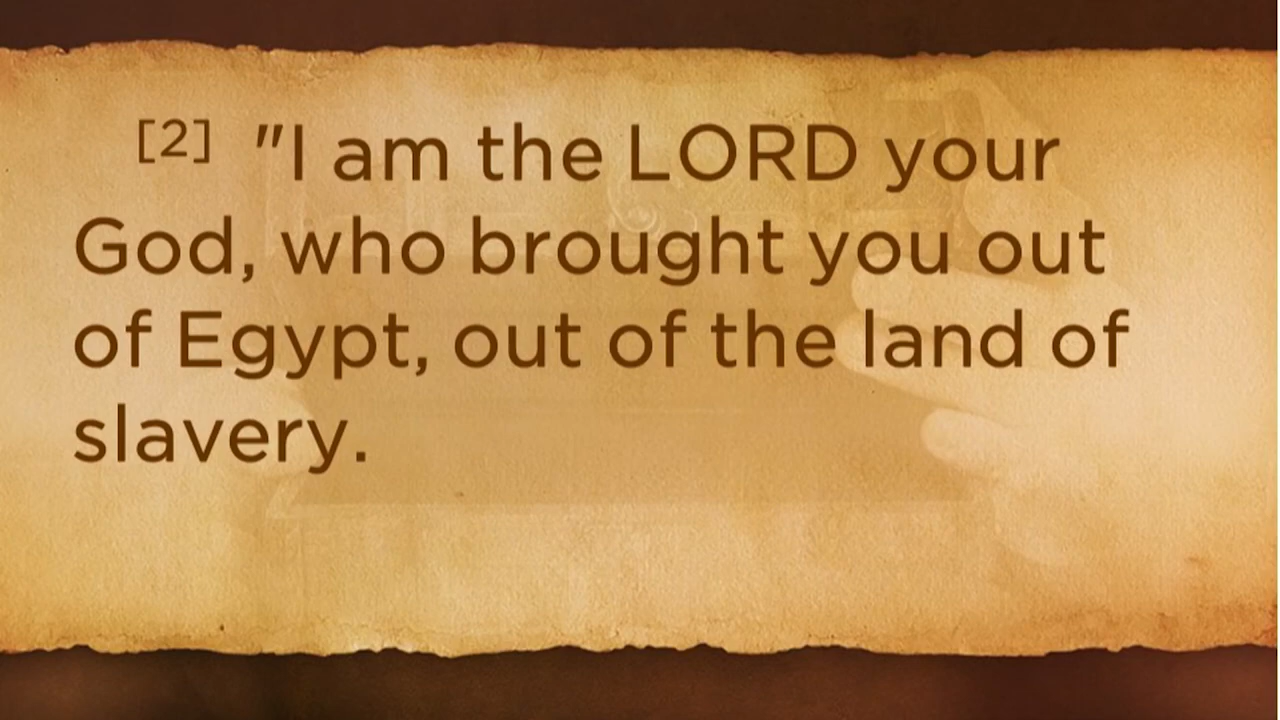 [2] "I am the LORD your
God, who brought you out
of Egypt, out of the land of
slavery.